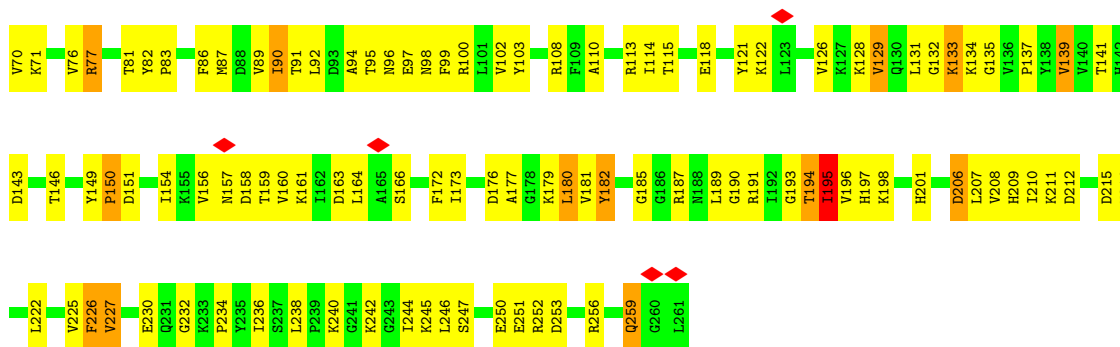 V70 K71 V76 R77 T81 Y82 P83 F86 M87 D88 V89 I90 T91 L92 D93 A94 T95 N96 E97 N98 F99 R100 L101 V102 Y103 R108 F109 A110 R113 I114 T115 E118 Y121 K122 L123 V126 K127 K128 V129 Q130 L131 G132 K133 K134 G135 V136 P137 Y138 V139 V140 T141 H142
D143 T146 Y149 P150 D151 I154 K155 V156 N157 D158 T159 V160 K161 I162 D163 L164 A165 S166 F172 I173 D176 A177 G178 K179 L180 V181 Y182 G185 G186 R187 N188 L189 G190 R191 I192 G193 T194 I195 V196 H197 K198 H201 D206 L207 V208 H209 I210 K211 D212 D215
L222 V225 F226 V227 E230 Q231 G232 K233 P234 Y235 I236 S237 L238 P239 K240 G241 K242 G243 I244 K245 L246 S247 E250 E251 R252 D253 R256 Q259 G260 L261